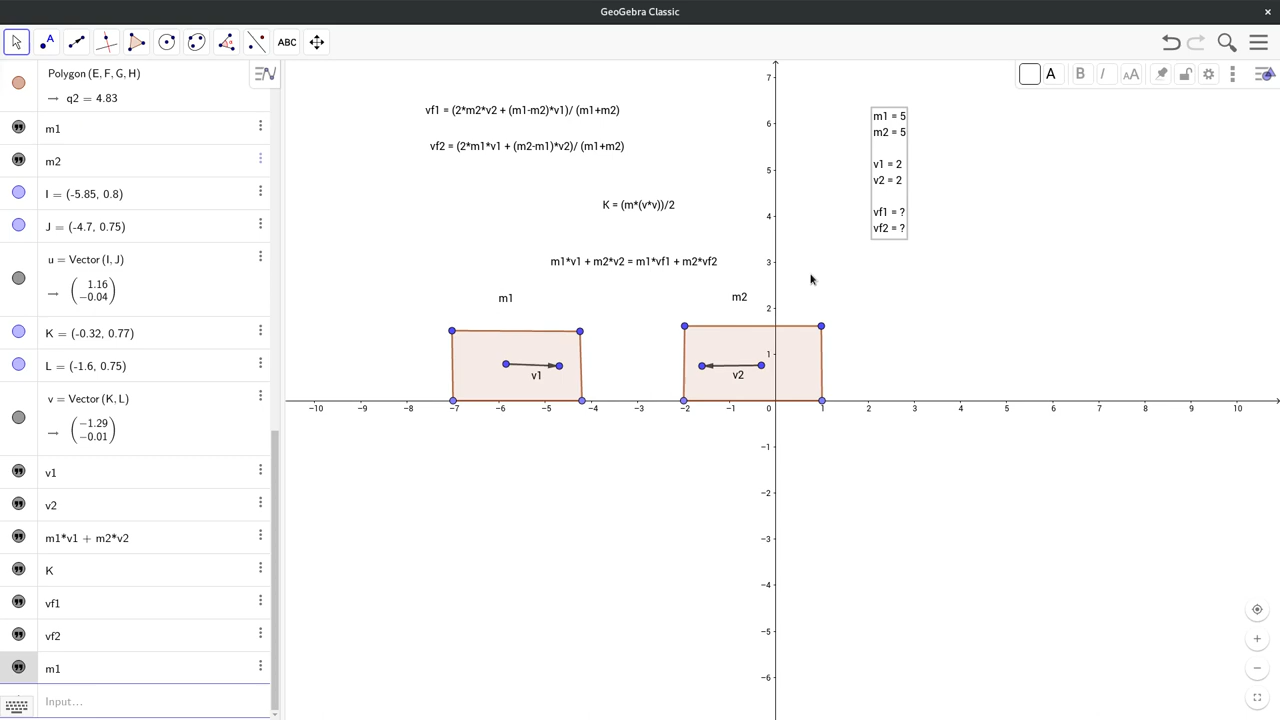 GeoGebra Classic
ABC
A B I AA
Polygon (E, F, G, H)
→ q2 = 4.83
m1
m2
I = (-5.85, 0.8)
J = (-4.7, 0.75)
u = Vector (I, J)
→ (1.16
−0.04)
K = (-0.32, 0.77)
L = (-1.6, 0.75)
v = Vector (K, L)
→ (−1.29
−0.01)
v1
v2
m1*v1 + m2*v2
K
vf1
vf2
m1
Input...
vf1 = (2*m2*v2 + (m1-m2)*v1)/ (m1+m2)
vf2 = (2*m1*v1 + (m2-m1)*v2)/ (m1+m2)
K = (m*(v*v))/2
m1*v1 + m2*v2 = m1*vf1 + m2*vf2
m1
m2
v1
v2
m1 = 5
m2 = 5
v1 = 2
v2 = 2
vf1 = ?
vf2 = ?
7
6
5
4
3
2
1
−10 −9 −8 −7 −6 −5 −4 −3 −2 −1 0 1 2 3 4 5 6 7 8 9 10
−1
−2
−3
−4
−5
−6